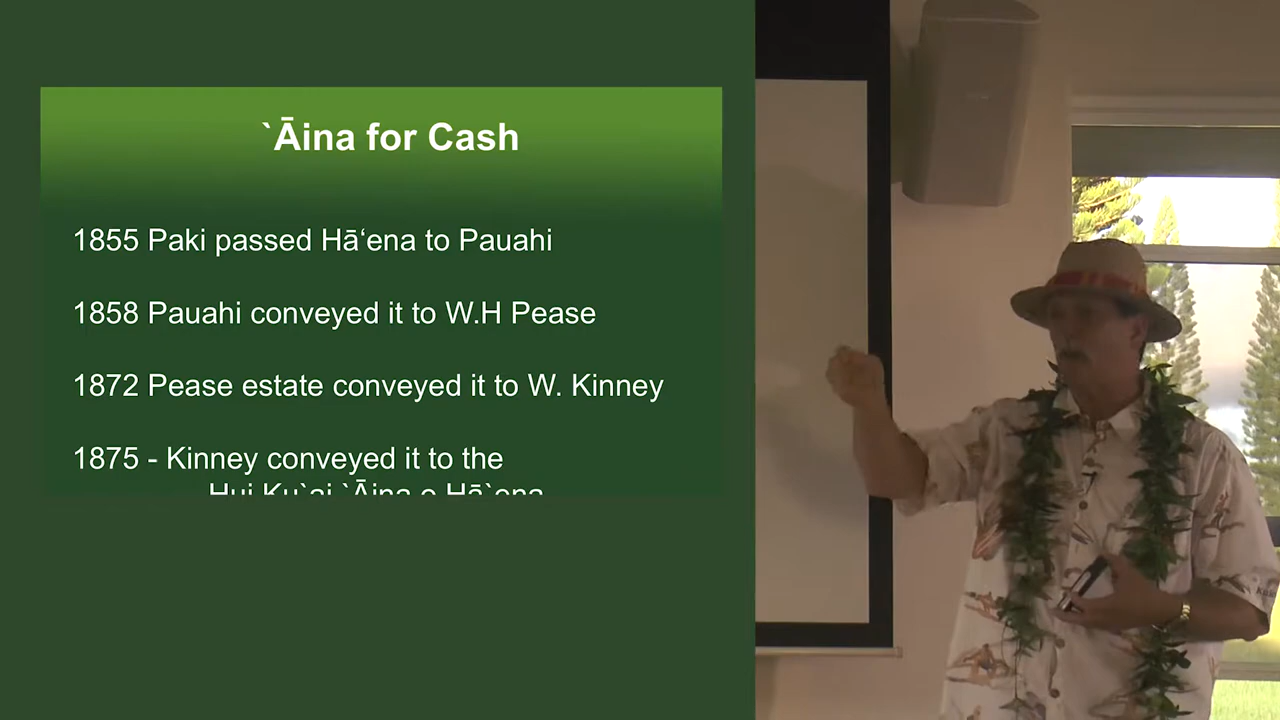 `Āina for Cash
1855 Paki passed Hā‘ena to Pauahi
1858 Pauahi conveyed it to W.H Pease
1872 Pease estate conveyed it to W. Kinney
1875 - Kinney conveyed it to the
Hui Ku`ai `Āina o Hā`ena